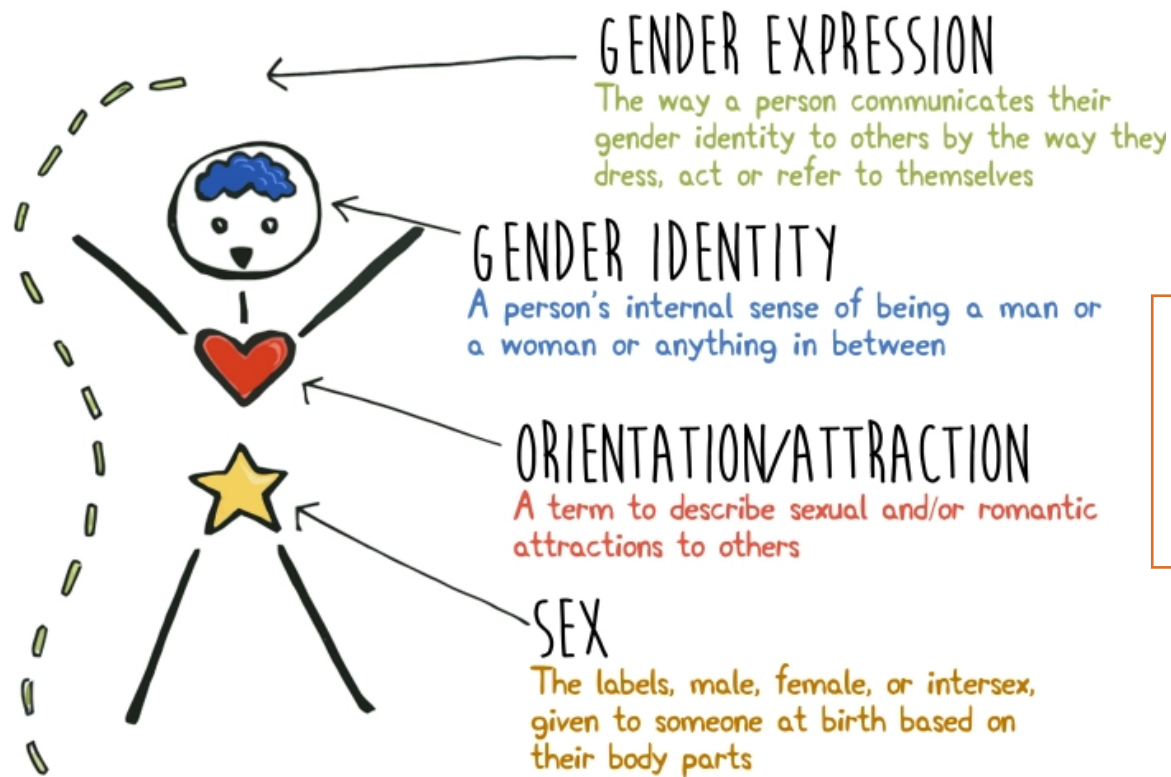 GENDER EXPRESSION
The way a person communicates their
gender identity to others by the way they
dress, act or refer to themselves
GENDER IDENTITY
A person's internal sense of being a man or
a woman or anything in between
ORIENTATION/ATTRACTION
A term to describe sexual and/or romantic
attractions to others
SEX
The labels, male, female, or intersex,
given to someone at birth based on
their body parts